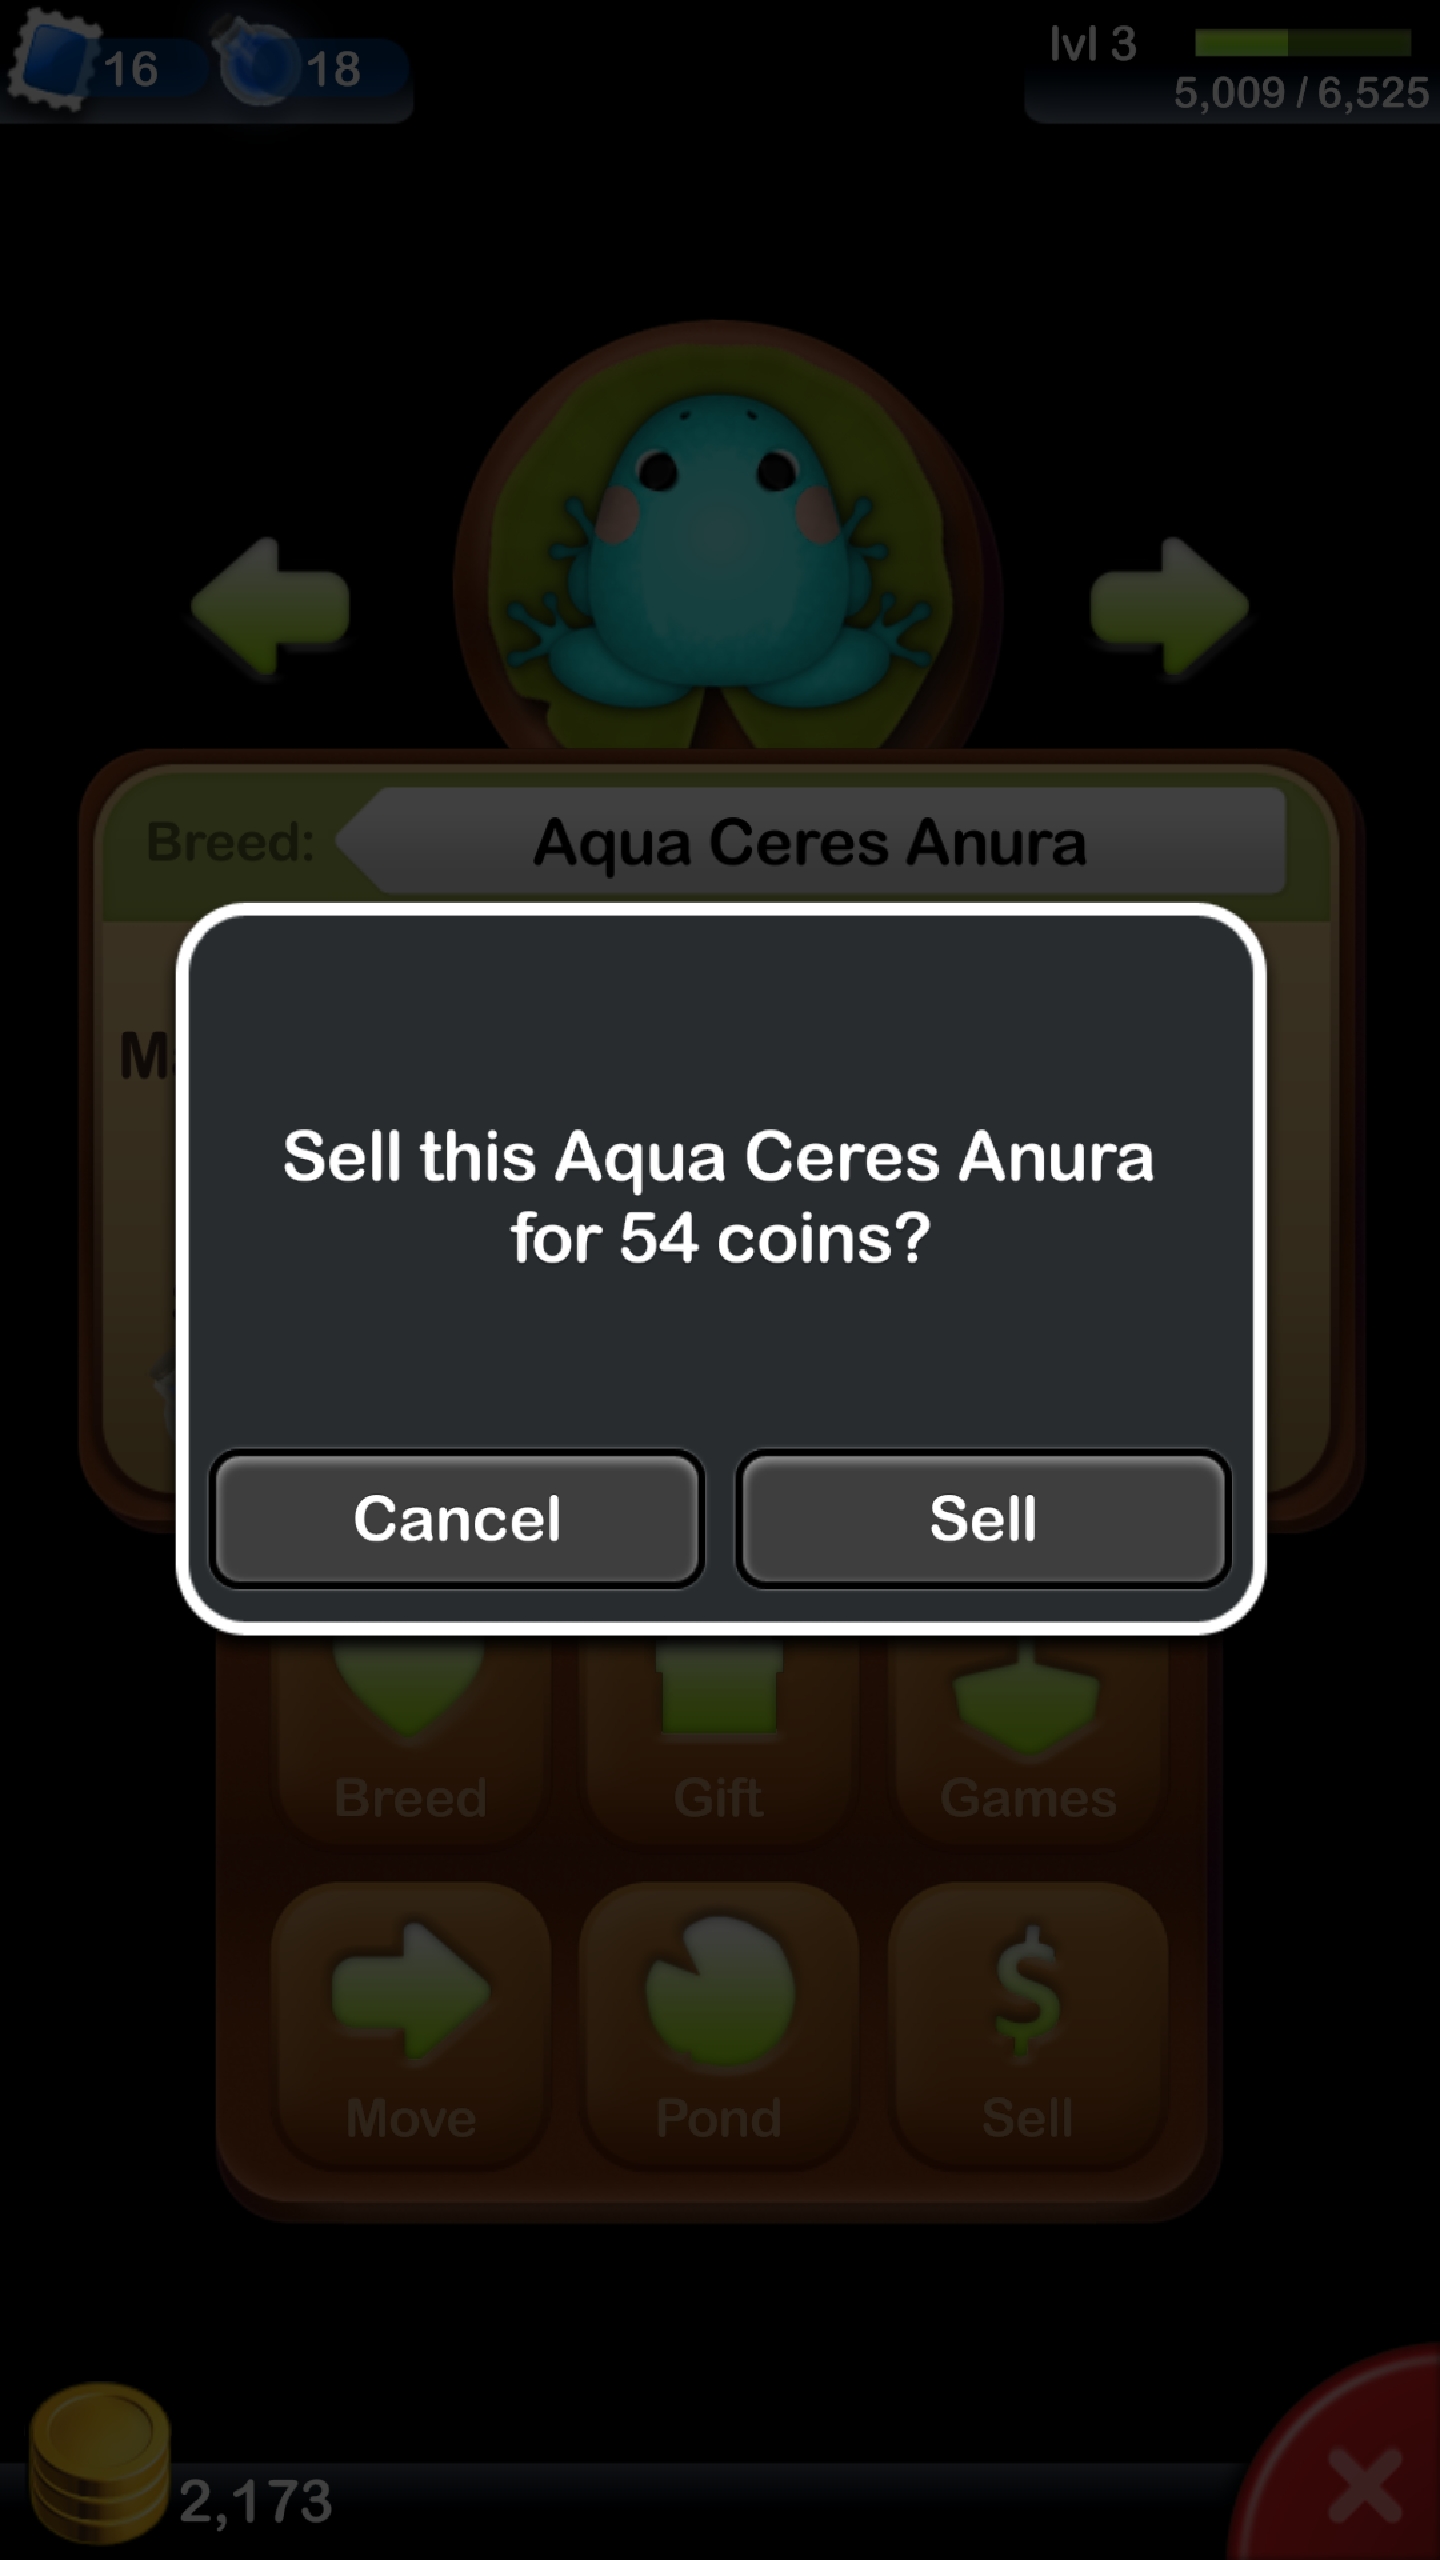 16
18
lvl 3
5,009 / 6,525
Breed:
Aqua Ceres Anura
Sell this Aqua Ceres Anura
for 54 coins?
Cancel
Sell
Breed
Gift
Games
Move
Pond
Sell
2,173